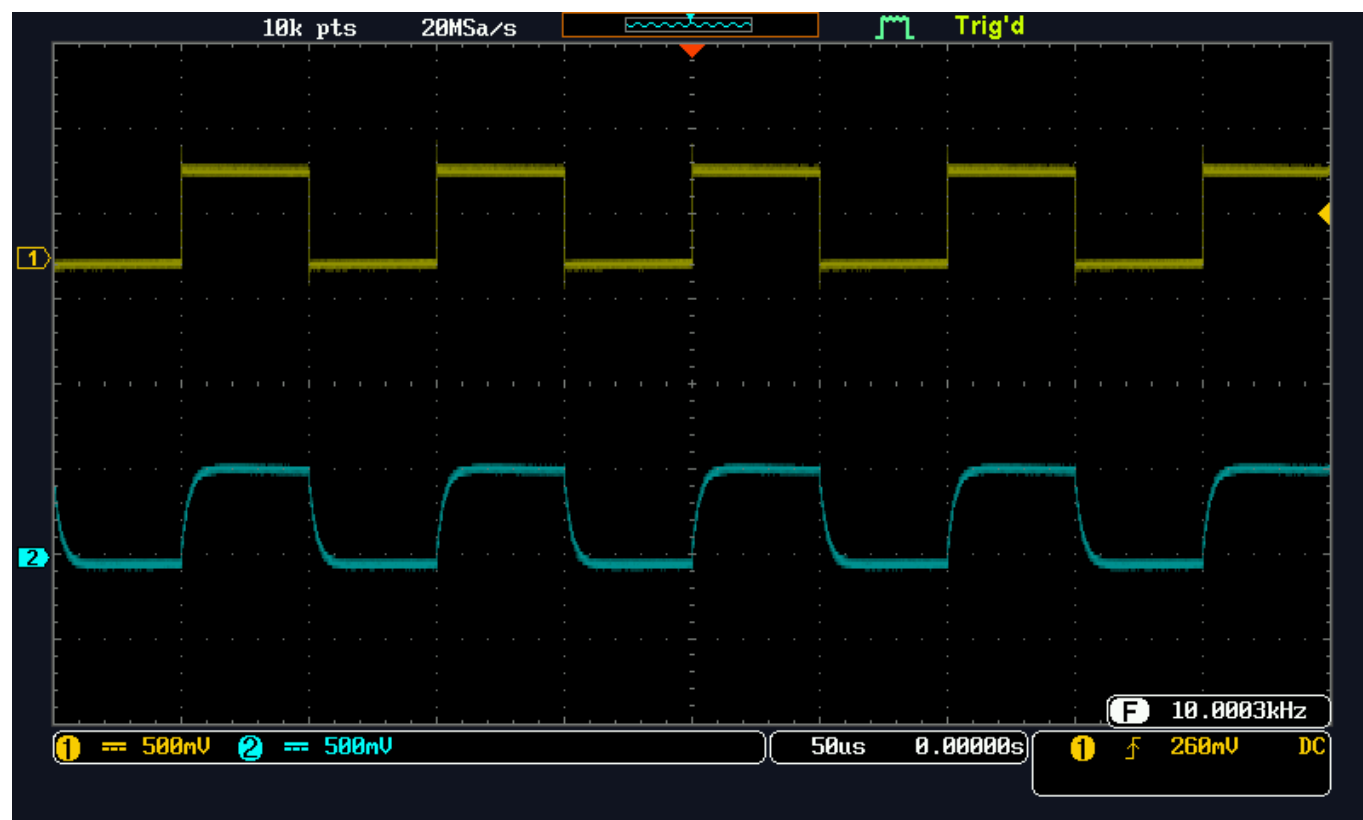 10k pts 20MSa/s Trig'd
1
2
F 10.0003kHz
1 500mV 2 500mV 50us 0.00000s 1 260mV DC